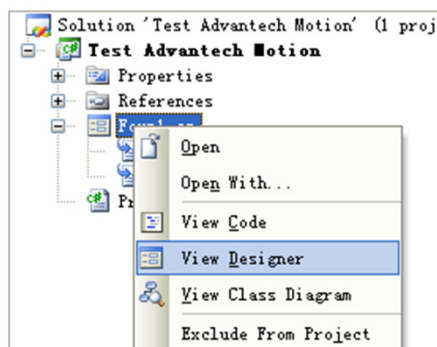 Solution 'Test Advantech Motion' (1 proj
Test Advantech Motion
Properties
References
Open
Open With...
View Code
View Designer
View Class Diagram
Exclude From Project